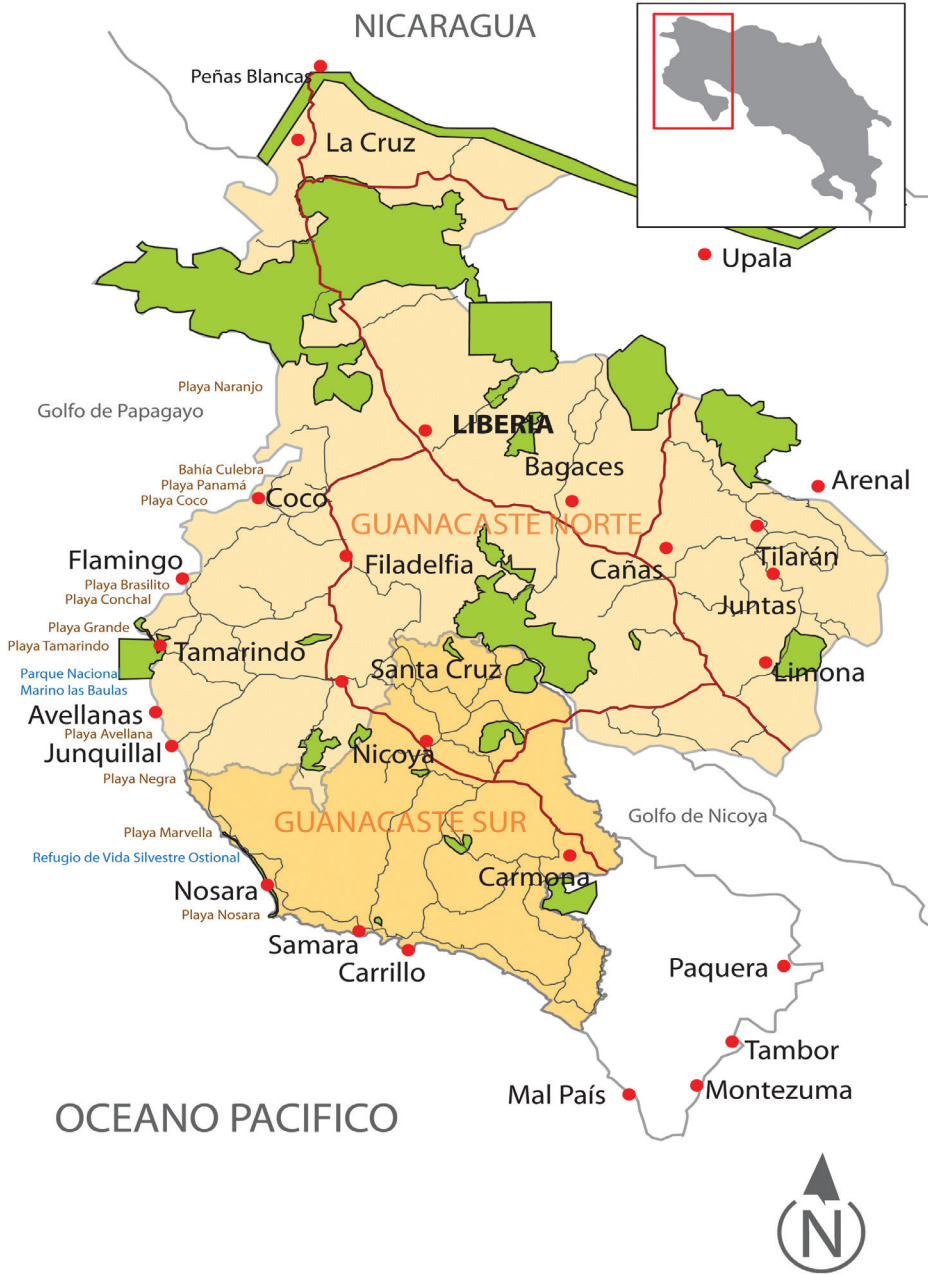 NICARAGUA
Peñas Blancas
La Cruz
Upala
Playa Naranjo
Golfo de Papagayo
LIBERIA
Bagaces
Bahía Culebra
Playa Panamá
Playa Coco
Coco
Arenal
GUANACASTE NORTE
Flamingo
Filadelfia
Cañas
Tilarán
Playa Brasilito
Playa Conchal
Juntas
Playa Grande
Playa Tamarindo
Tamarindo
Parque Naciona
Marino las Baulas
Santa Cruz
Limona
Avellanas
Playa Avellana
Junquillal
Nicoya
Playa Negra
Golfo de Nicoya
GUANACASTE SUR
Playa Marvella
Refugio de Vida Silvestre Ostional
Carmona
Nosara
Playa Nosara
Samara
Carrillo
Paquera
Tambor
Mal País
Montezuma
OCEANO PACIFICO
N